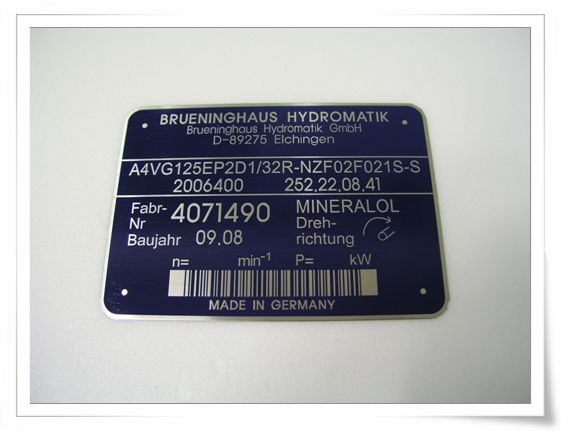 BRUENINGHAUS HYDROMATIK
Brueninghaus Hydromatik GmbH
D-89275 Elchingen
A4VG125EP2D1/32R-NZF02F021S-S
2006400 252.22.08.41
Fabr-Nr 4071490 MINERALOL
Baujahr 09.08 Dreh-richtung
n= min-1 P= kW
MADE IN GERMANY